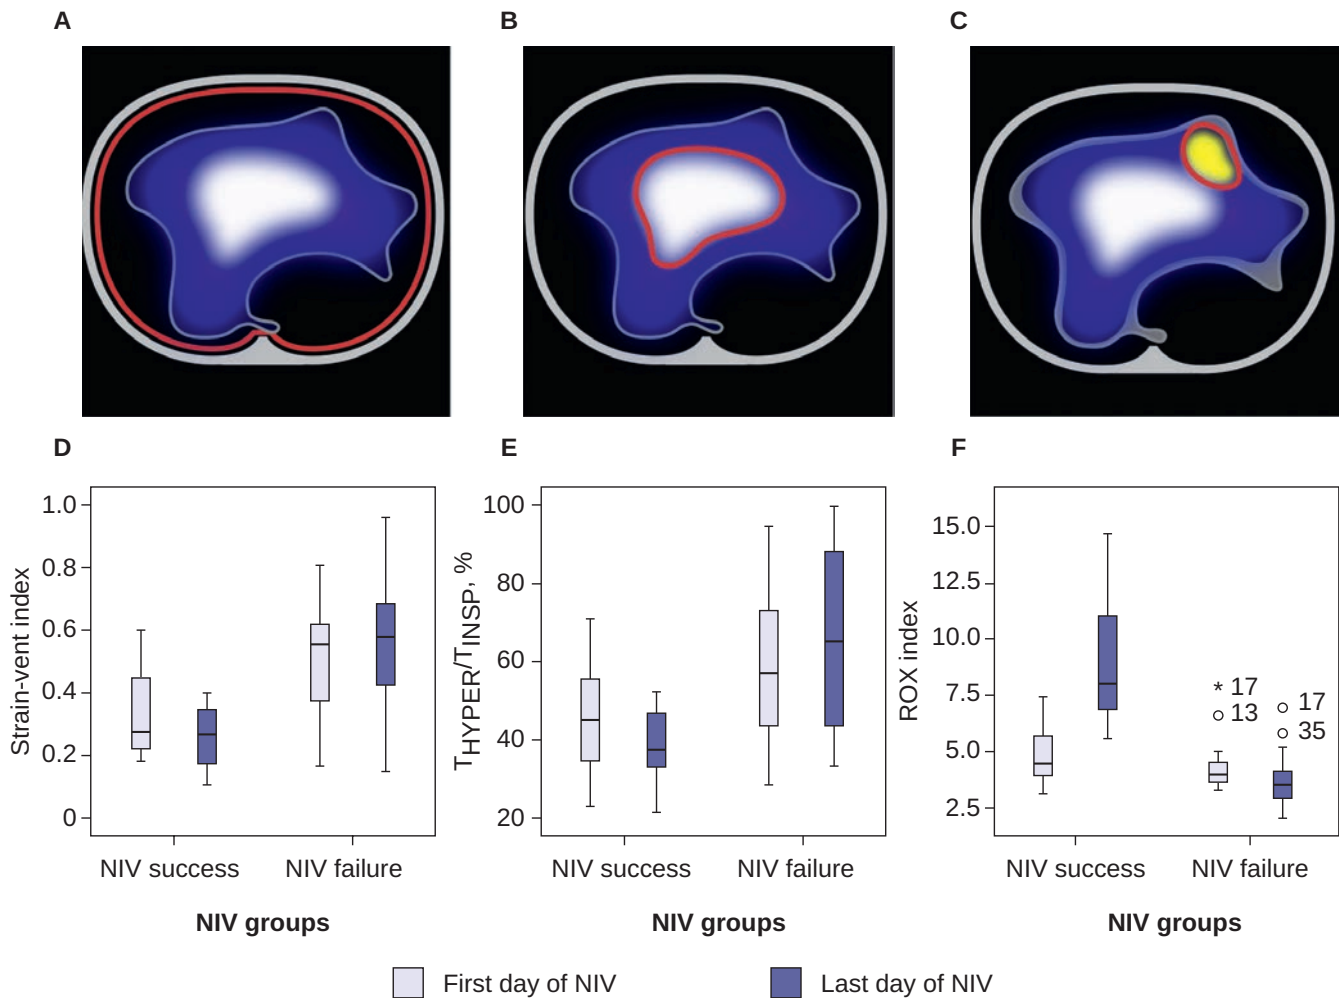 A
B
C
D
E
F
Strain-vent index
1.0
0.8
0.6
0.4
0.2
0
NIV success
NIV failure
NIV groups
THYPER/TINSP, %
100
80
60
40
20
NIV success
NIV failure
NIV groups
ROX index
15.0
12.5
10.0
7.5
5.0
2.5
* 17
13
17
35
NIV success
NIV failure
NIV groups
First day of NIV
Last day of NIV